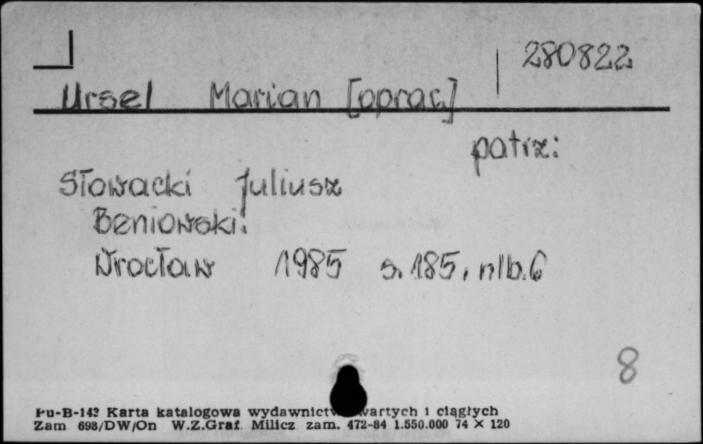 280822
Ursel Marian [oprac.]
patrz:
Słowacki Juliusz
Beniowski.
Wrocław 1985 s. 185, nlb. 6
8
Pu-B-142 Karta katalogowa wydawnictw zwartych i ciągłych
Zam 698/DW/On W.Z.Graf. Milicz zam. 472-84 1.550.000 74 X 120